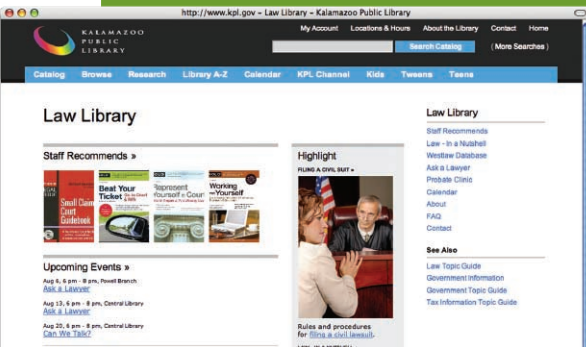 http://www.kpl.gov – Law Library – Kalamazoo Public Library
KALAMAZOO
PUBLIC
LIBRARY
My Account Locations & Hours About the Library Contact Home
Search Catalog ( More Searches )
Catalog Browse Research Library A-Z Calendar KPL Channel Kids Tweens Teens
Law Library
Staff Recommends »
Small Claims
Court
Guidebook
Beat Your
Ticket
Represent
Yourself in Court
Working
for Yourself
Upcoming Events »
Aug 6, 6 pm - 8 pm, Powell Branch
Ask a Lawyer
Aug 13, 6 pm - 8 pm, Central Library
Ask a Lawyer
Aug 20, 6 pm - 8 pm, Central Library
Can We Talk?
Highlight
FILING A CIVIL SUIT »
Rules and procedures
for filing a civil lawsuit.
Law Library
Staff Recommends
Law - in a Nutshell
Westlaw Database
Ask a Lawyer
Probate Clinic
Calendar
About
FAQ
Contact
See Also
Law Topic Guide
Government Information
Government Topic Guide
Tax Information Topic Guide